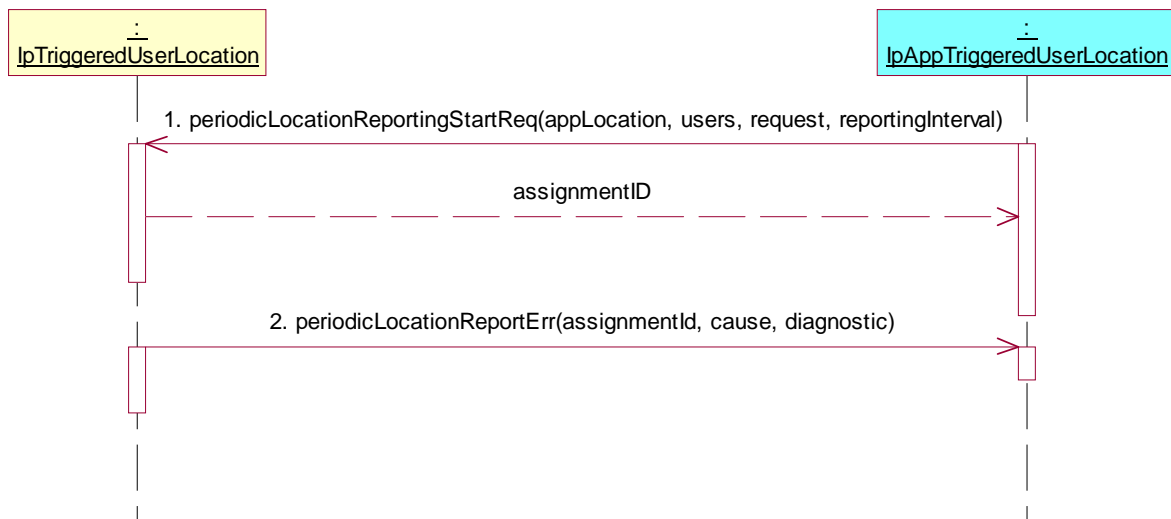 :
IpTriggeredUserLocation
:
IpAppTriggeredUserLocation
1. periodicLocationReportingStartReq(appLocation, users, request, reportingInterval)
assignmentID
2. periodicLocationReportErr(assignmentId, cause, diagnostic)